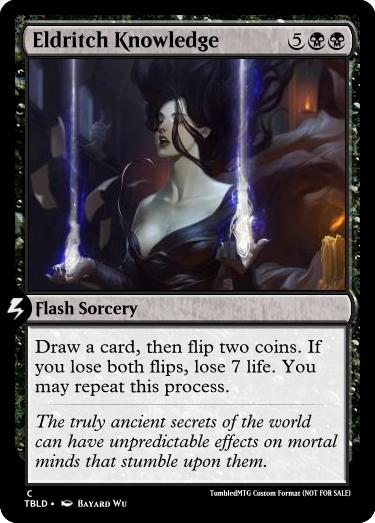 Eldritch Knowledge 5
Flash Sorcery
Draw a card, then flip two coins. If
you lose both flips, lose 7 life. You
may repeat this process.
The truly ancient secrets of the world
can have unpredictable effects on mortal
minds that stumble upon them.
C
TBLD • Bayard Wu
TumbledMTG Custom Format (NOT FOR SALE)